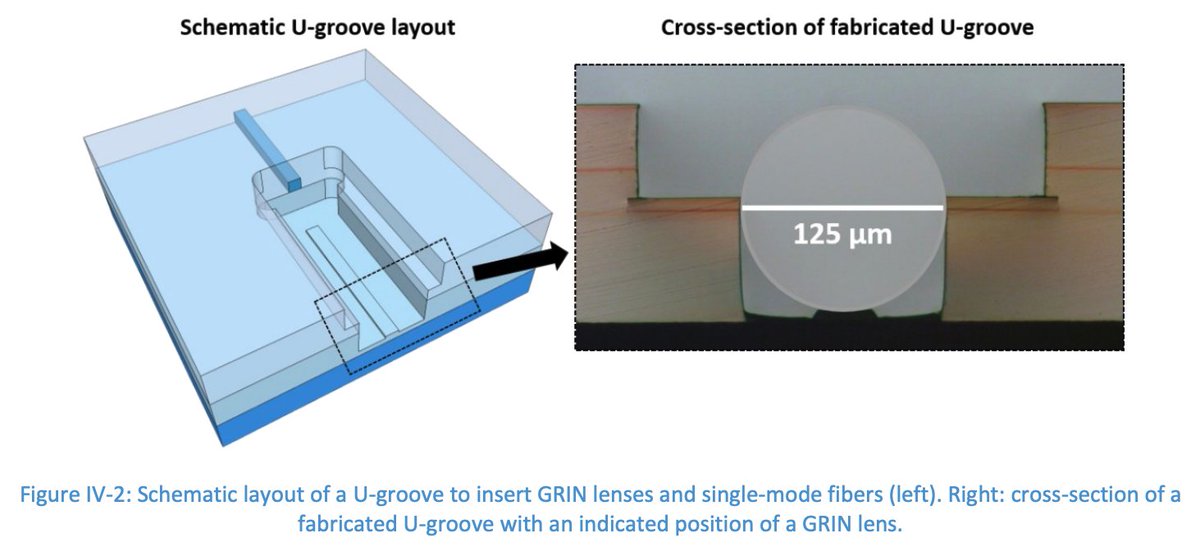 Schematic U-groove layout
Cross-section of fabricated U-groove
125 µm
Figure IV-2: Schematic layout of a U-groove to insert GRIN lenses and single-mode fibers (left). Right: cross-section of a
fabricated U-groove with an indicated position of a GRIN lens.